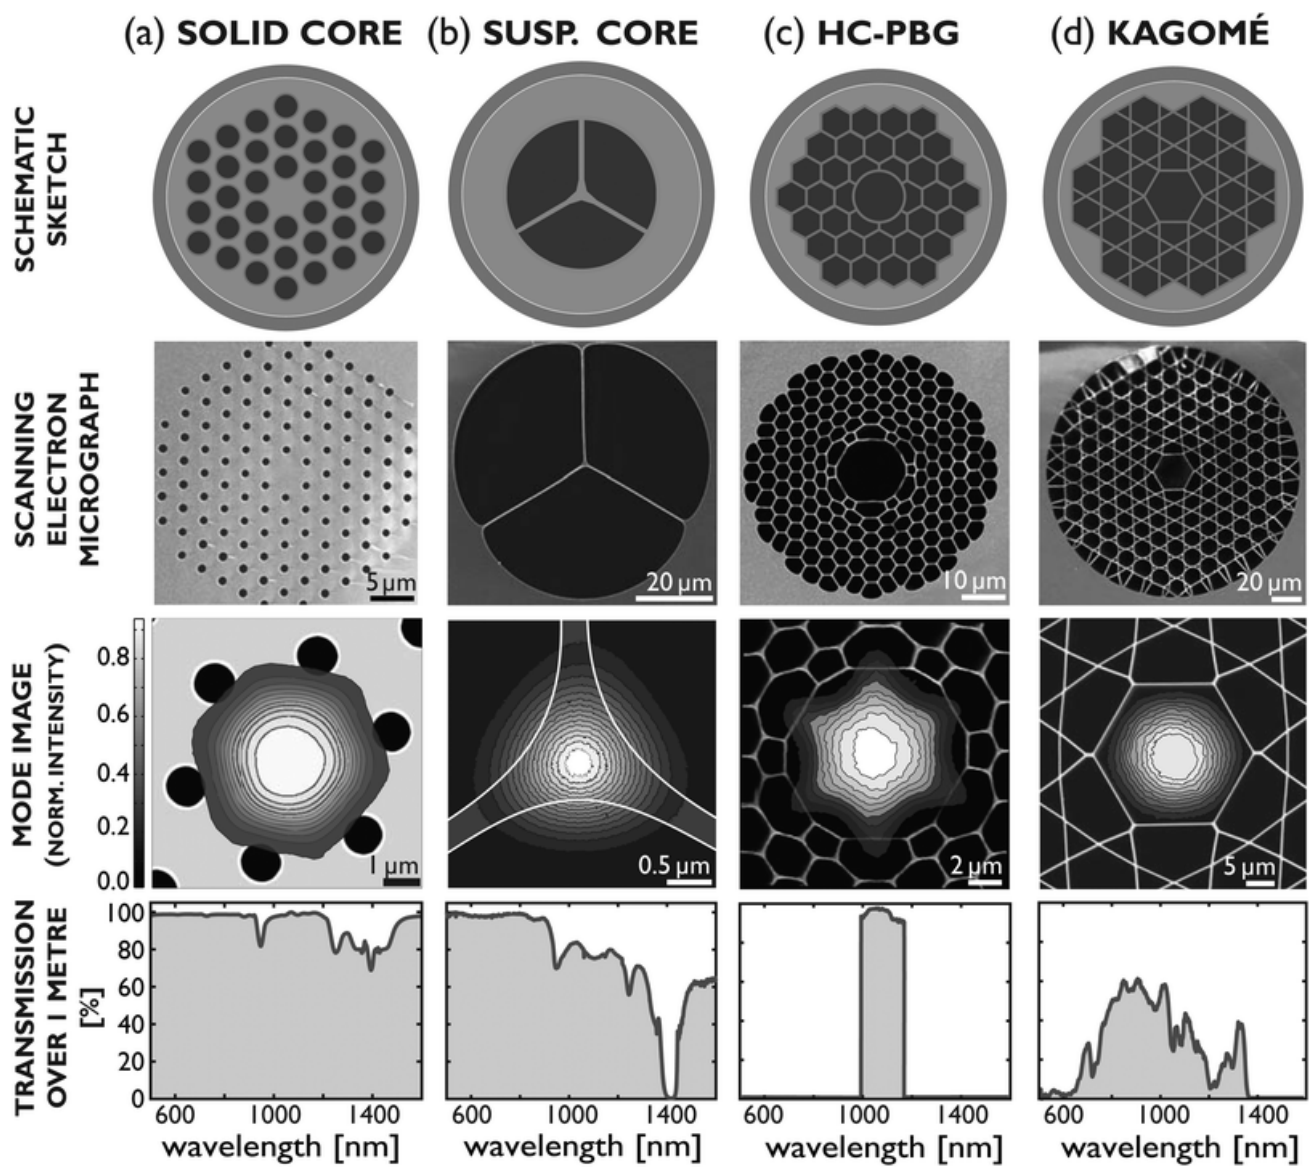 (a) SOLID CORE
(b) SUSP. CORE
(c) HC-PBG
(d) KAGOMÉ
SCHEMATIC
SKETCH
SCANNING
ELECTRON
MICROGRAPH
5 µm
20 µm
10 µm
20 µm
MODE IMAGE
(NORM. INTENSITY)
0.8
0.6
0.4
0.2
0.0
1 µm
0.5 µm
2 µm
5 µm
TRANSMISSION
OVER 1 METRE
[%]
100
80
60
40
20
0
600 1000 1400
600 1000 1400
600 1000 1400
600 1000 1400
wavelength [nm]
wavelength [nm]
wavelength [nm]
wavelength [nm]